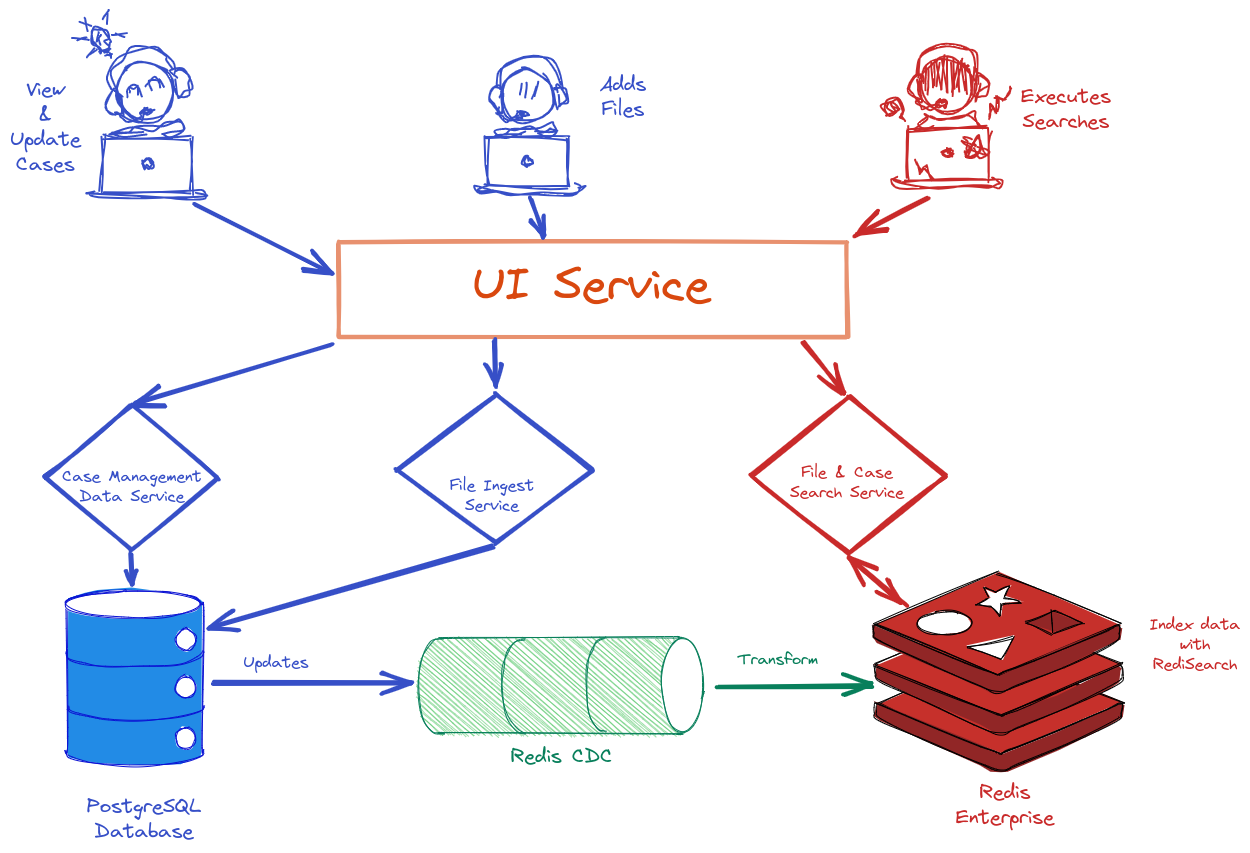 View
&
Update
Cases
Adds
Files
Executes
Searches
UI Service
Case Management
Data Service
File Ingest
Service
File & Case
Search Service
Index data
with
RediSearch
Updates
Transform
Redis CDC
PostgreSQL
Database
Redis
Enterprise